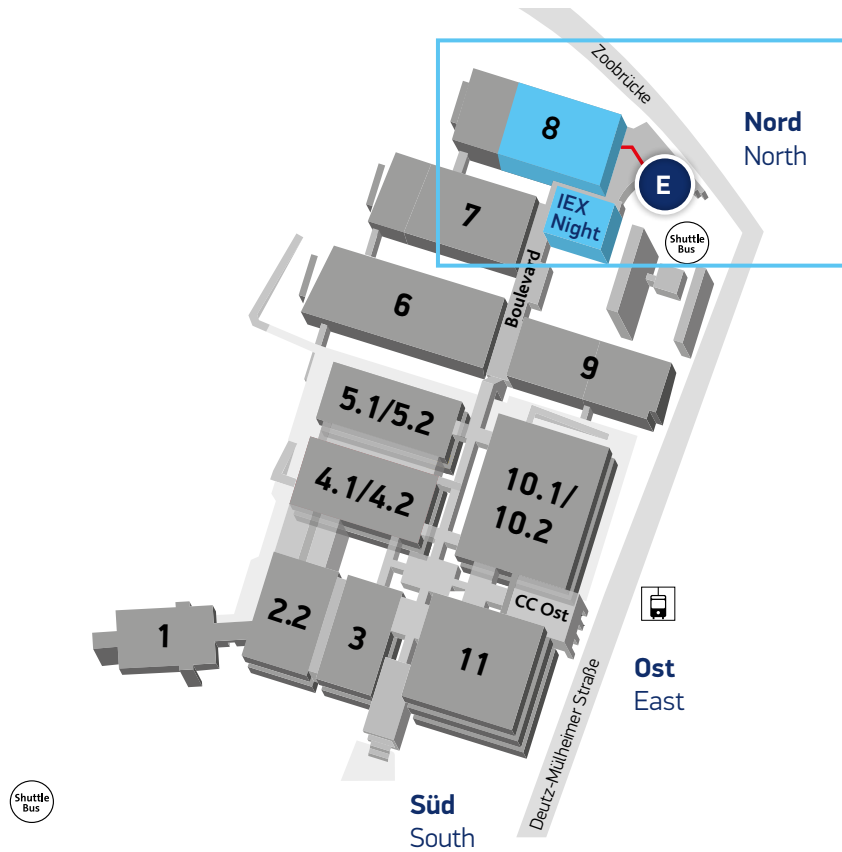 Zoobrücke
Nord
North
8
E
IEX
Night
7
Shuttle
Bus
Boulevard
6
9
5.1/5.2
4.1/4.2
10.1/
10.2
CC Ost
2.2
1
3
11
Ost
East
Deutz-Mülheimer Straße
Shuttle
Bus
Süd
South